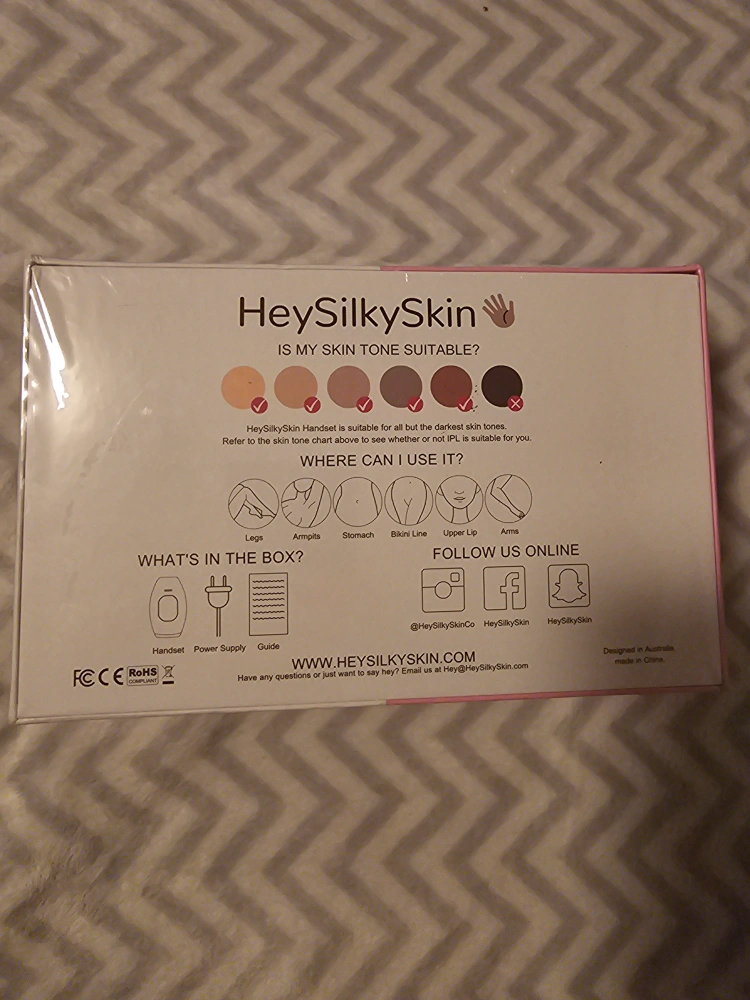 HeySilkySkin
IS MY SKIN TONE SUITABLE?
HeySilkySkin Handset is suitable for all but the darkest skin tones.
Refer to the skin tone chart above to see whether or not IPL is suitable for you.
WHERE CAN I USE IT?
Legs Armpits Stomach Bikini Line Upper Lip Arms
WHAT'S IN THE BOX?
Handset Power Supply Guide
FOLLOW US ONLINE
@HeySilkySkinCo HeySilkySkin HeySilkySkin
FC CE RoHS
COMPLIANT
WWW.HEYSILKYSKIN.COM
Have any questions or just want to say hey? Email us at Hey@HeySilkySkin.com
Designed in Australia,
made in China.